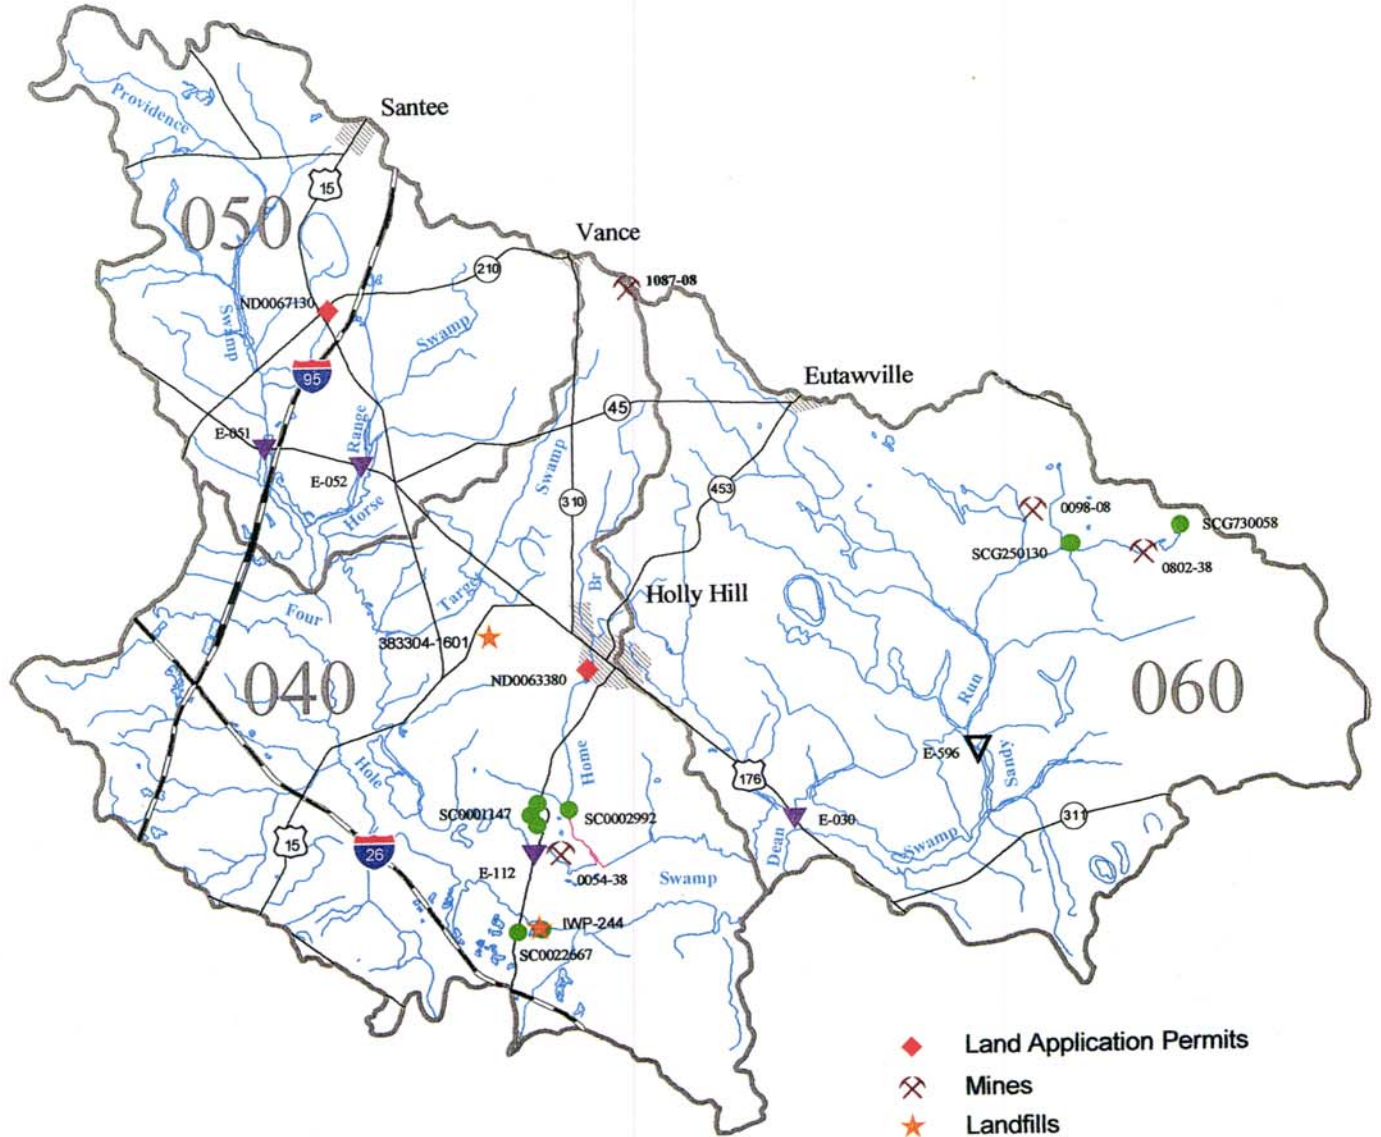 Santee
Providence
15
050
Vance
210
1087-08
ND0067130
Swamp
Swamp
95
Eutawville
45
E-051
Range
E-052
Swamp
453
310
Horse
0098-08
SCG730058
SCG250130
0802-38
Br
Holly Hill
Targe
Four
383304-1601
040
ND0063380
060
Run
E-596
Sandy
Hole
Home
176
SC0001147
SC0002992
E-030
311
15
26
Dean
Swamp
E-112
0054-38
Swamp
IWP-244
SC0022667
Land Application Permits
Mines
Landfills